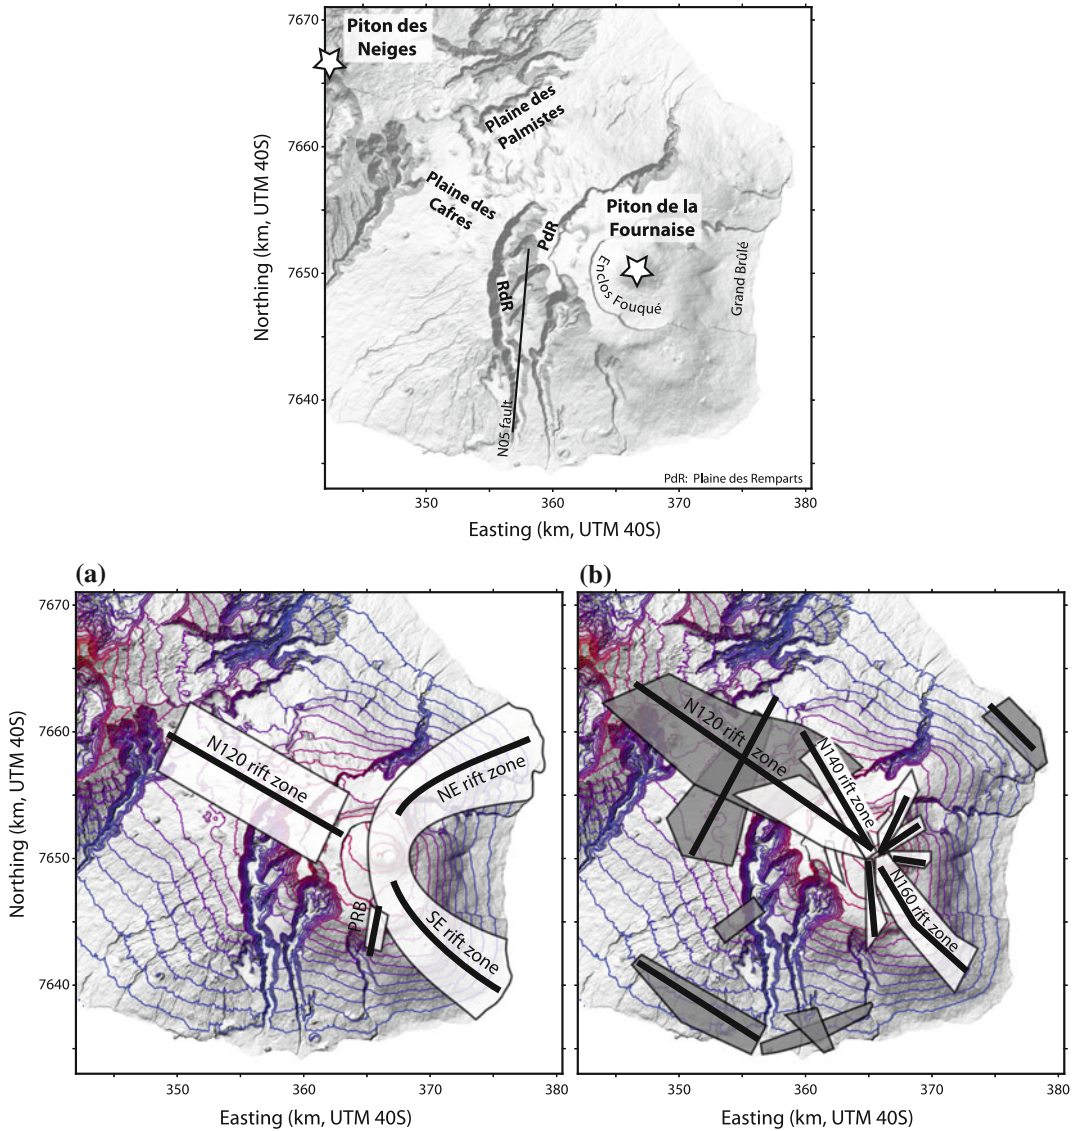 7670
7660
7650
7640
Northing (km, UTM 40S)
Piton des
Neiges
Plaine des
Palmistes
Plaine des
Cafres
PdR
RdR
Piton de la
Fournaise
Enclos Fouqué
Grand Brûlé
N05 fault
PdR: Plaine des Remparts
350
360
370
380
Easting (km, UTM 40S)
(a)
7670
7660
7650
7640
Northing (km, UTM 40S)
N120 rift zone
NE rift zone
PRB
SE rift zone
350
360
370
380
Easting (km, UTM 40S)
(b)
N120 rift zone
N140 rift zone
N160 rift zone
350
360
370
380
Easting (km, UTM 40S)